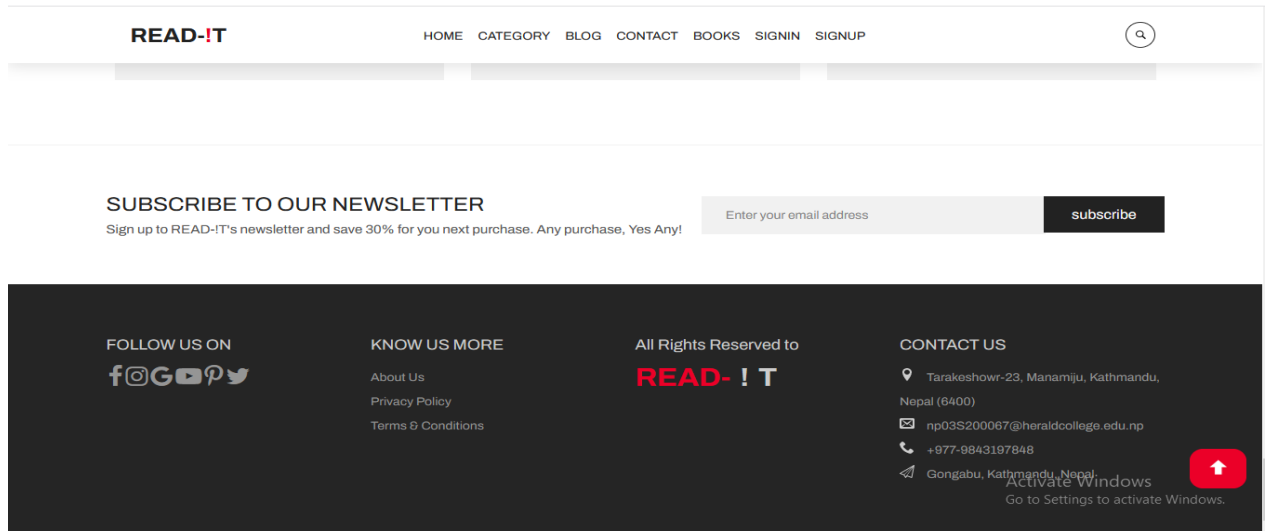 READ-!T
HOME CATEGORY BLOG CONTACT BOOKS SIGNIN SIGNUP
SUBSCRIBE TO OUR NEWSLETTER
Sign up to READ-!T's newsletter and save 30% for you next purchase. Any purchase, Yes Any!
Enter your email address
subscribe
FOLLOW US ON
KNOW US MORE
About Us
Privacy Policy
Terms & Conditions
All Rights Reserved to
READ- ! T
CONTACT US
Tarakeshowr-23, Manamiju, Kathmandu,
Nepal (6400)
np03S200067@heraldcollege.edu.np
+977-9843197848
Gongabu, Kathmandu, Nepal
Activate Windows
Go to Settings to activate Windows.